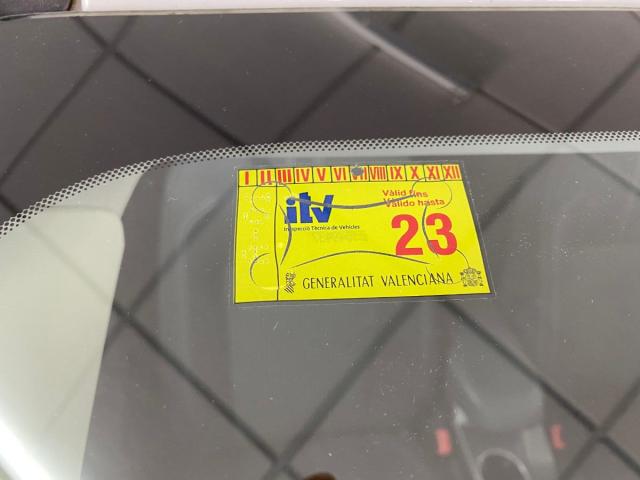 I II III IV V VI VIII IX X XI XII
itv
Inspecció Tècnica de Vehicles
Vàlid fins
Válido hasta
23
GENERALITAT VALENCIANA